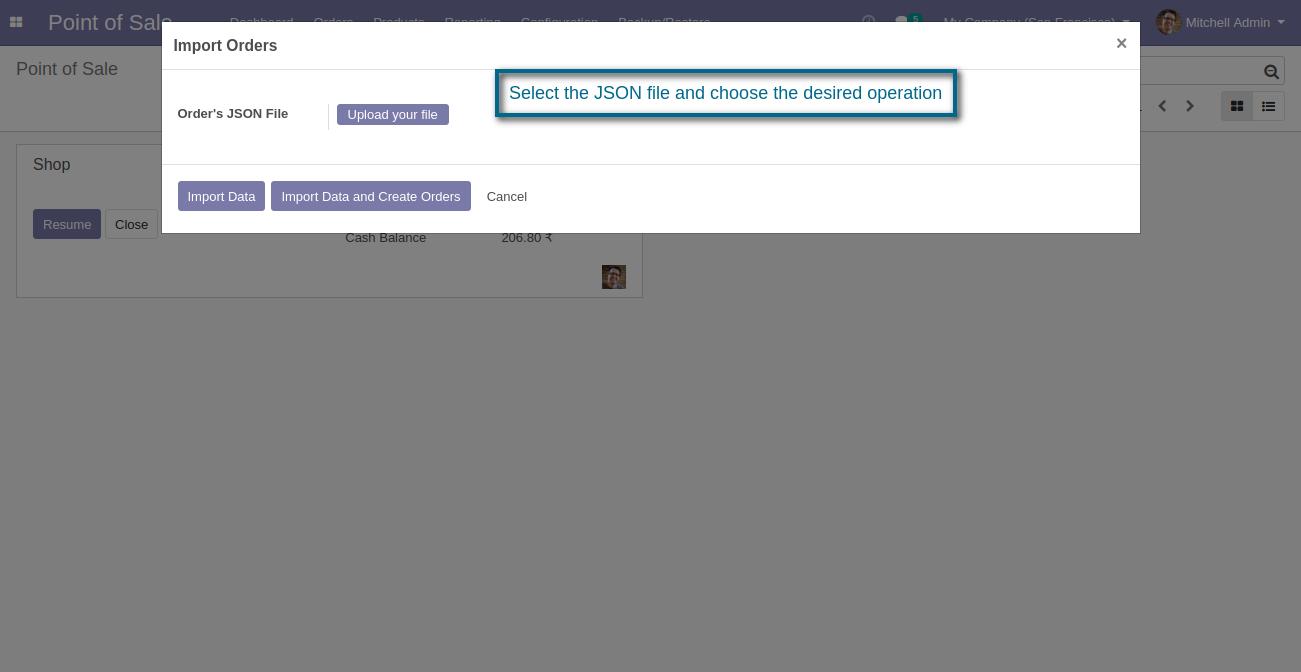 Point of Sale
Dashboard Orders Products Reporting Configuration Backup/Restore
5
My Company (San Francisco)
Mitchell Admin
Import Orders
×
Point of Sale
Select the JSON file and choose the desired operation
Order's JSON File
Upload your file
Shop
Import Data
Import Data and Create Orders
Cancel
Resume
Close
Cash Balance
206.80 ₹